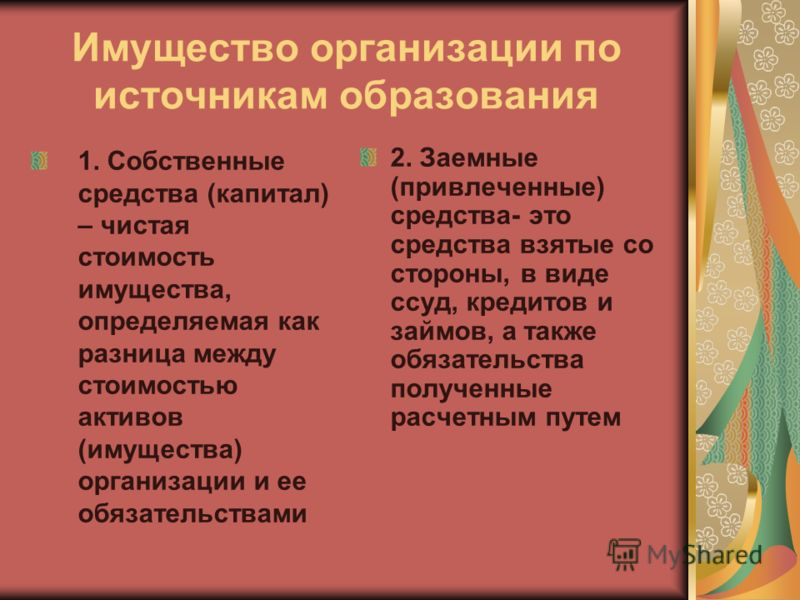 Имущество организации по
источникам образования
1. Собственные
средства (капитал)
– чистая
стоимость
имущества,
определяемая как
разница между
стоимостью
активов
(имущества)
организации и ее
обязательствами
2. Заемные
(привлеченные)
средства- это
средства взятые со
стороны, в виде
ссуд, кредитов и
займов, а также
обязательства
полученные
расчетным путем
MyShared